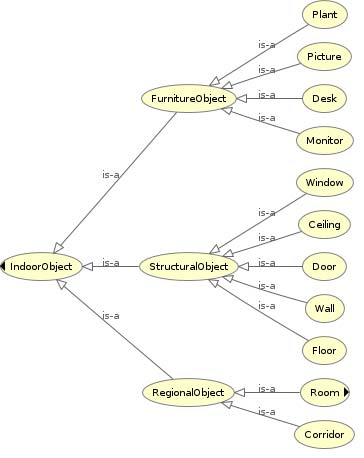 Plant
is-a
Picture
is-a
FurnitureObject
is-a
Desk
is-a
Monitor
is-a
Window
is-a
Ceiling
is-a
IndoorObject
is-a
StructuralObject
is-a
Door
is-a
Wall
is-a
Floor
is-a
RegionalObject
is-a
Room
is-a
Corridor